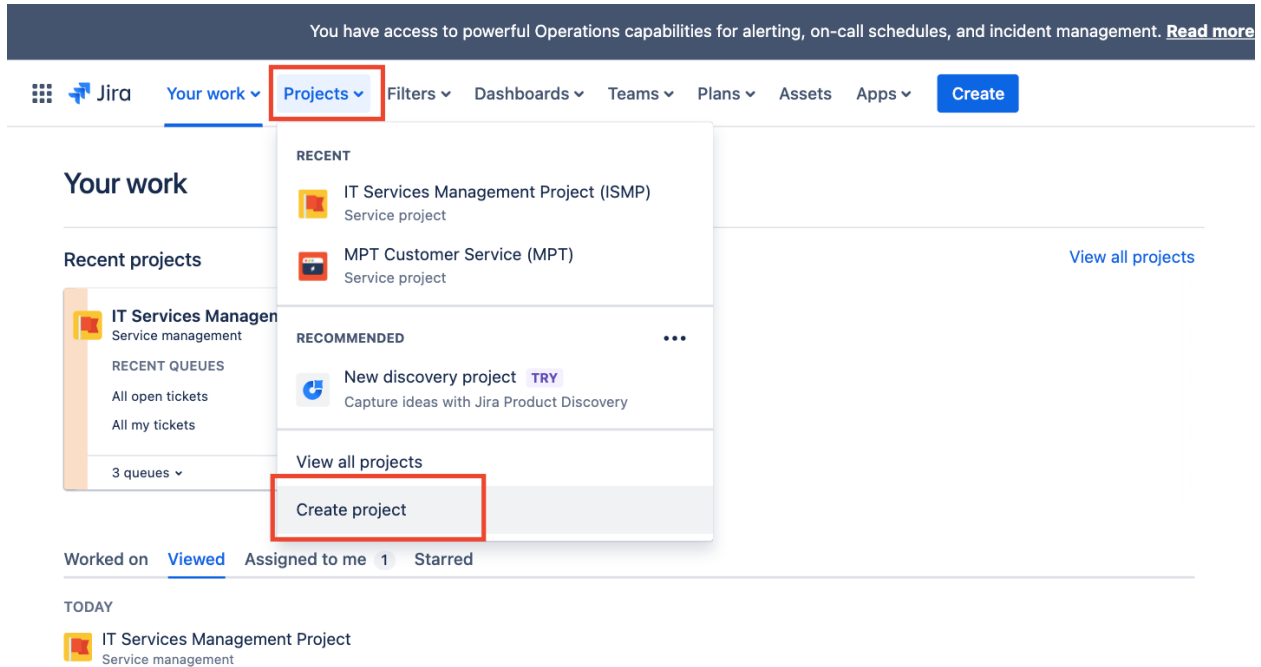 You have access to powerful Operations capabilities for alerting, on-call schedules, and incident management. Read more
Jira Your work Projects Filters Dashboards Teams Plans Assets Apps Create
Your work
Recent projects
View all projects
IT Services Managen
Service management
RECENT QUEUES
All open tickets
All my tickets
3 queues
RECENT
IT Services Management Project (ISMP)
Service project
MPT Customer Service (MPT)
Service project
RECOMMENDED
New discovery project TRY
Capture ideas with Jira Product Discovery
View all projects
Create project
Worked on Viewed Assigned to me 1 Starred
TODAY
IT Services Management Project
Service management